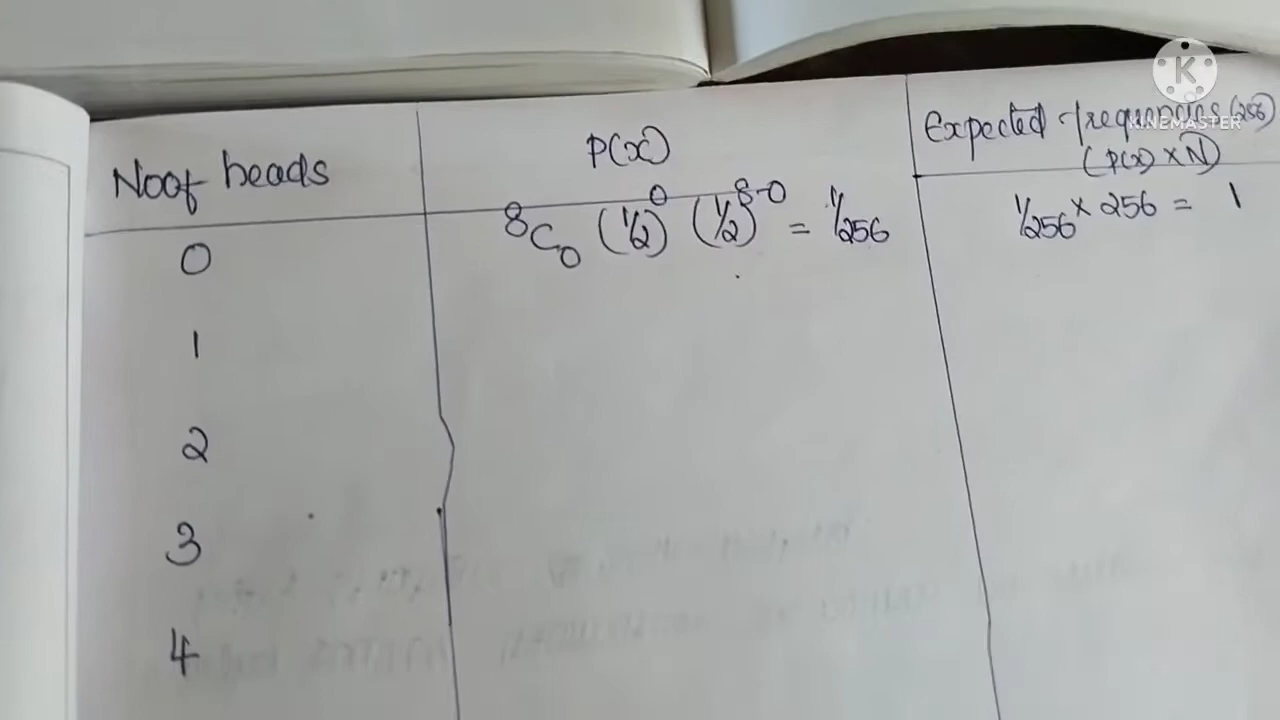 No of heads
P(x)
Expected frequencies (256)
(P(x) × N)
0
⁸C₀ (1/2)⁰ (1/2)⁸⁻⁰ = 1/256
1/256 × 256 = 1
1
2
3
4
K
KINEMASTER